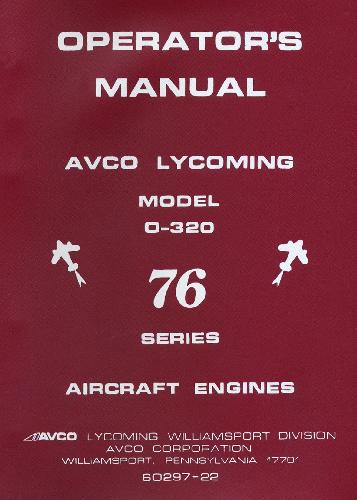 OPERATOR'S
MANUAL
AVCO LYCOMING
MODEL
O-320
76
SERIES
AIRCRAFT ENGINES
AVCO LYCOMING WILLIAMSPORT DIVISION
AVCO CORPORATION
WILLIAMSPORT, PENNSYLVANIA 17701
60297-22